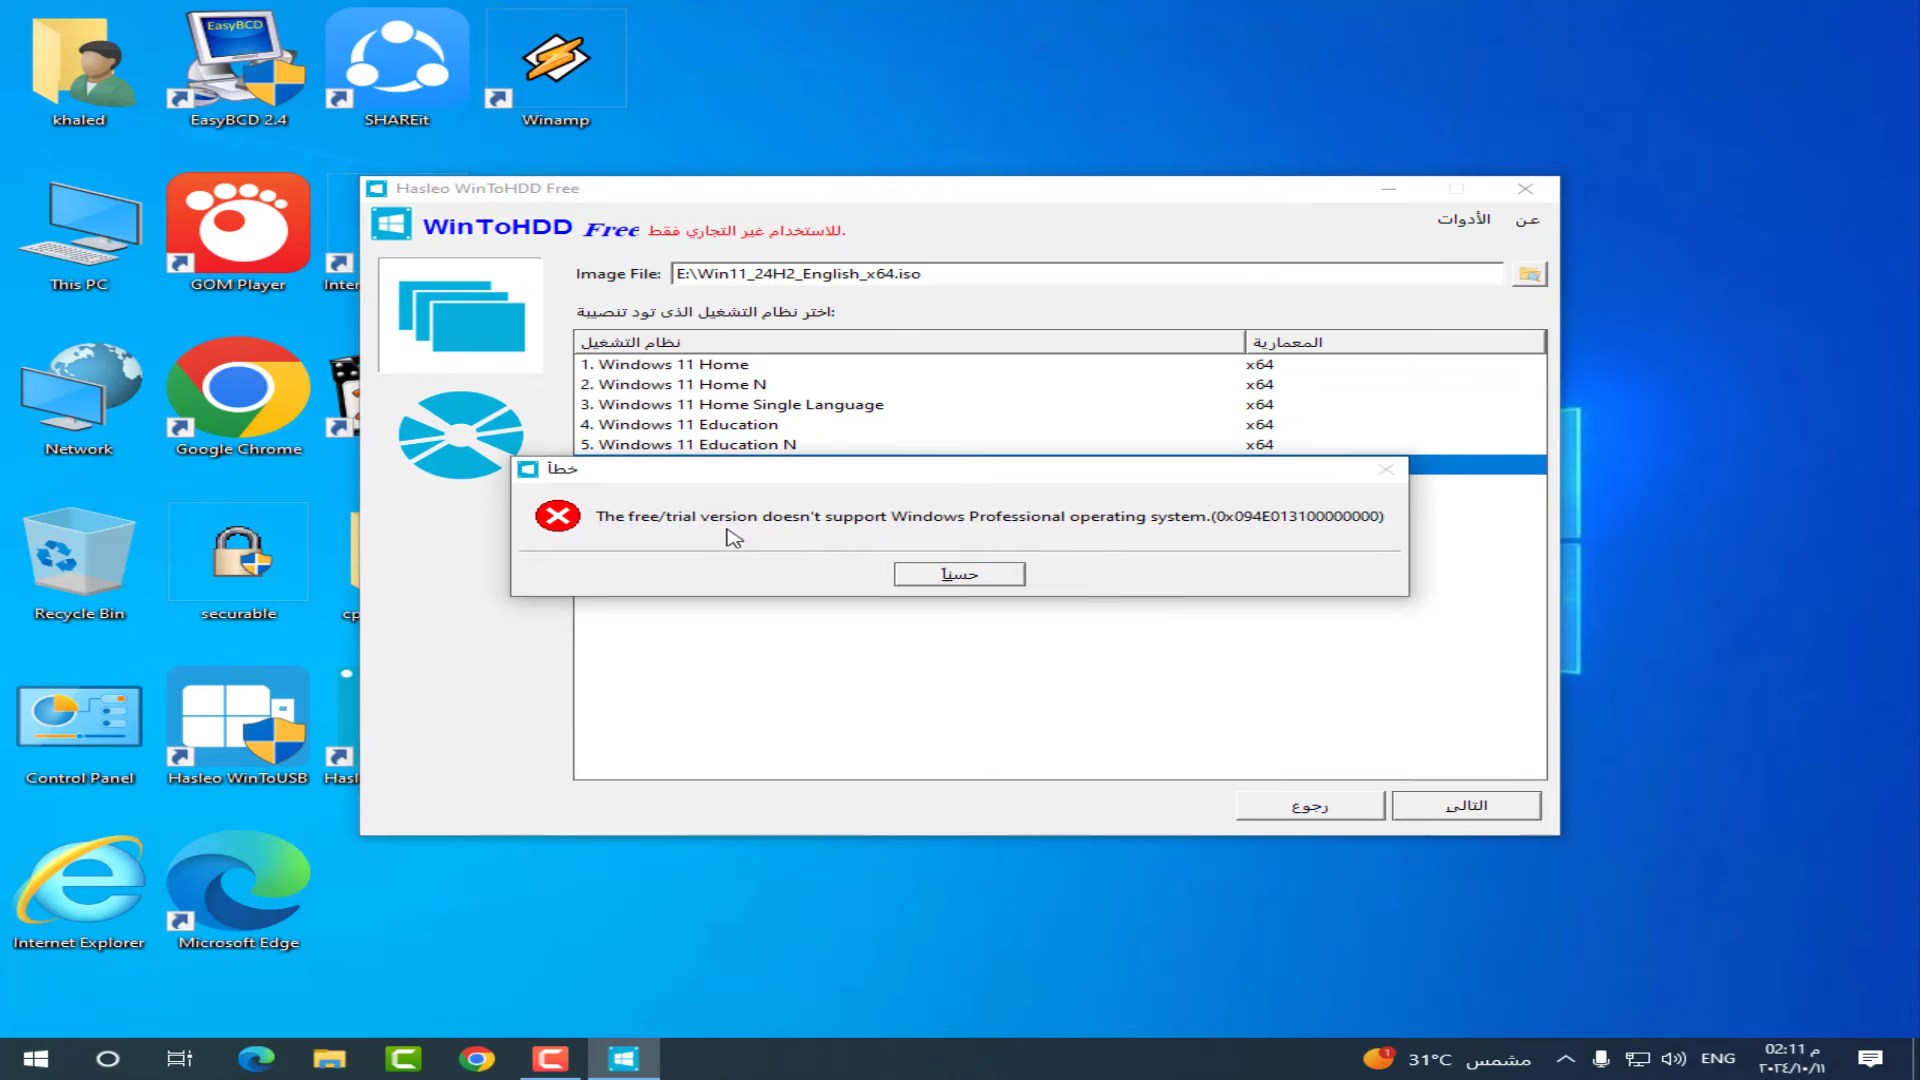 khaled
EasyBCD
EasyBCD 2.4
SHAREit
Winamp
This PC
GOM Player
Inter
Network
Google Chrome
Recycle Bin
securable
cp
Control Panel
Hasleo WinToUSB
Hasl
Internet Explorer
Microsoft Edge
Hasleo WinToHDD Free
WinToHDD Free للاستخدام غير التجاري فقط.
الأدوات
عن
Image File: E:\Win11_24H2_English_x64.iso
اختر نظام التشغيل الذى تود تنصيبة:
نظام التشغيل
المعمارية
1. Windows 11 Home x64
2. Windows 11 Home N x64
3. Windows 11 Home Single Language x64
4. Windows 11 Education x64
5. Windows 11 Education N x64
خطأ
The free/trial version doesn't support Windows Professional operating system.(0x094E013100000000)
حسناً
رجوع
التالى
1
31°C مشمس
ENG
02:11 م
٢٠٢٤/١٠/١١